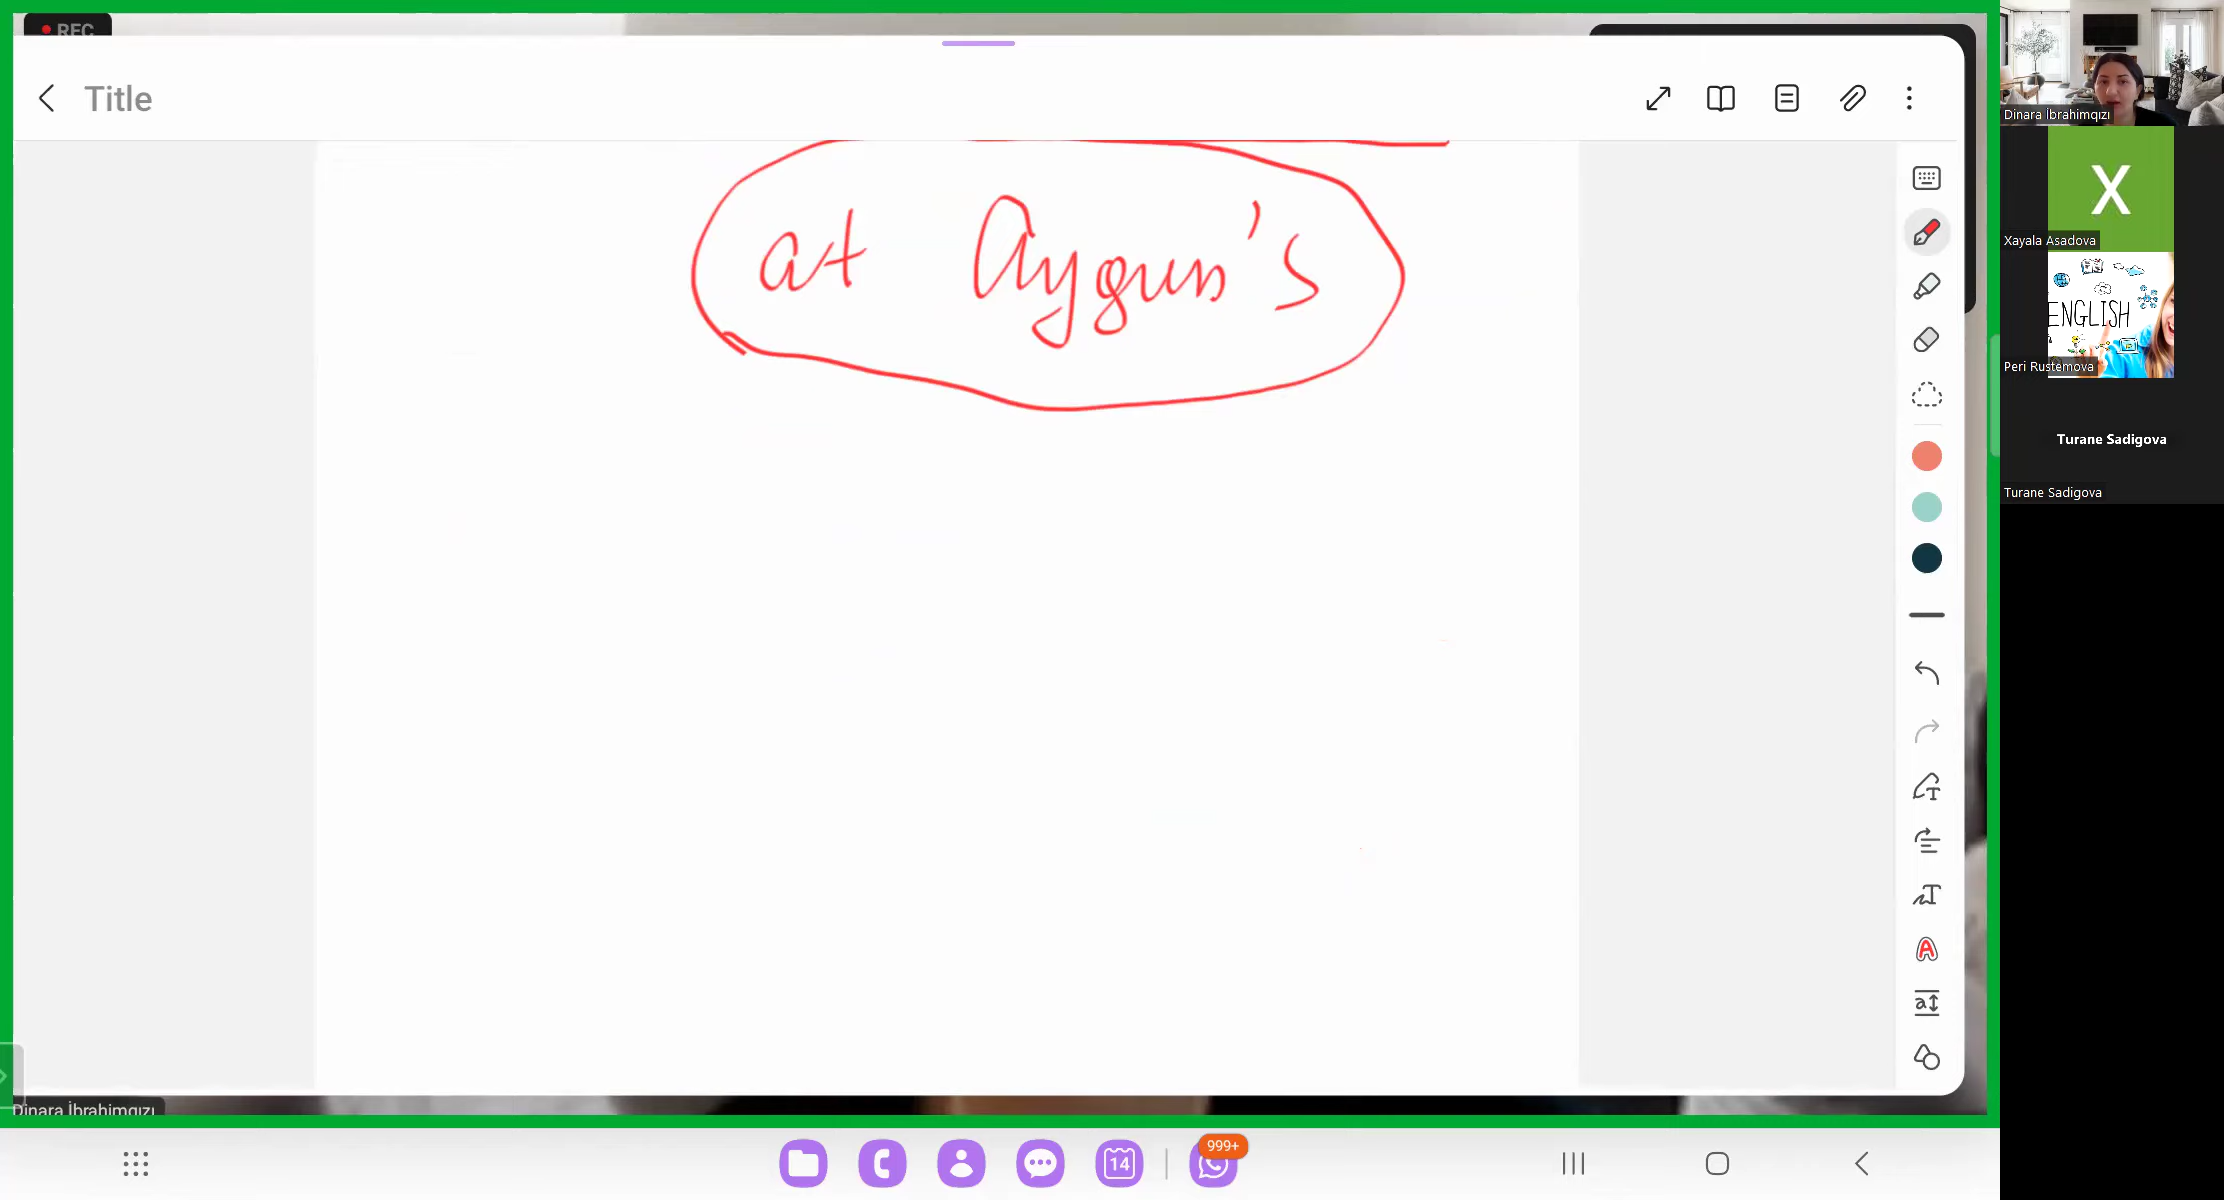 REC
Title
at Aygun's
Dinara İbrahimqızı
14
999+
Dinara İbrahimqızı
X
Xayala Asadova
ENGLISH
Peri Rustemova
Turane Sadigova
Turane Sadigova